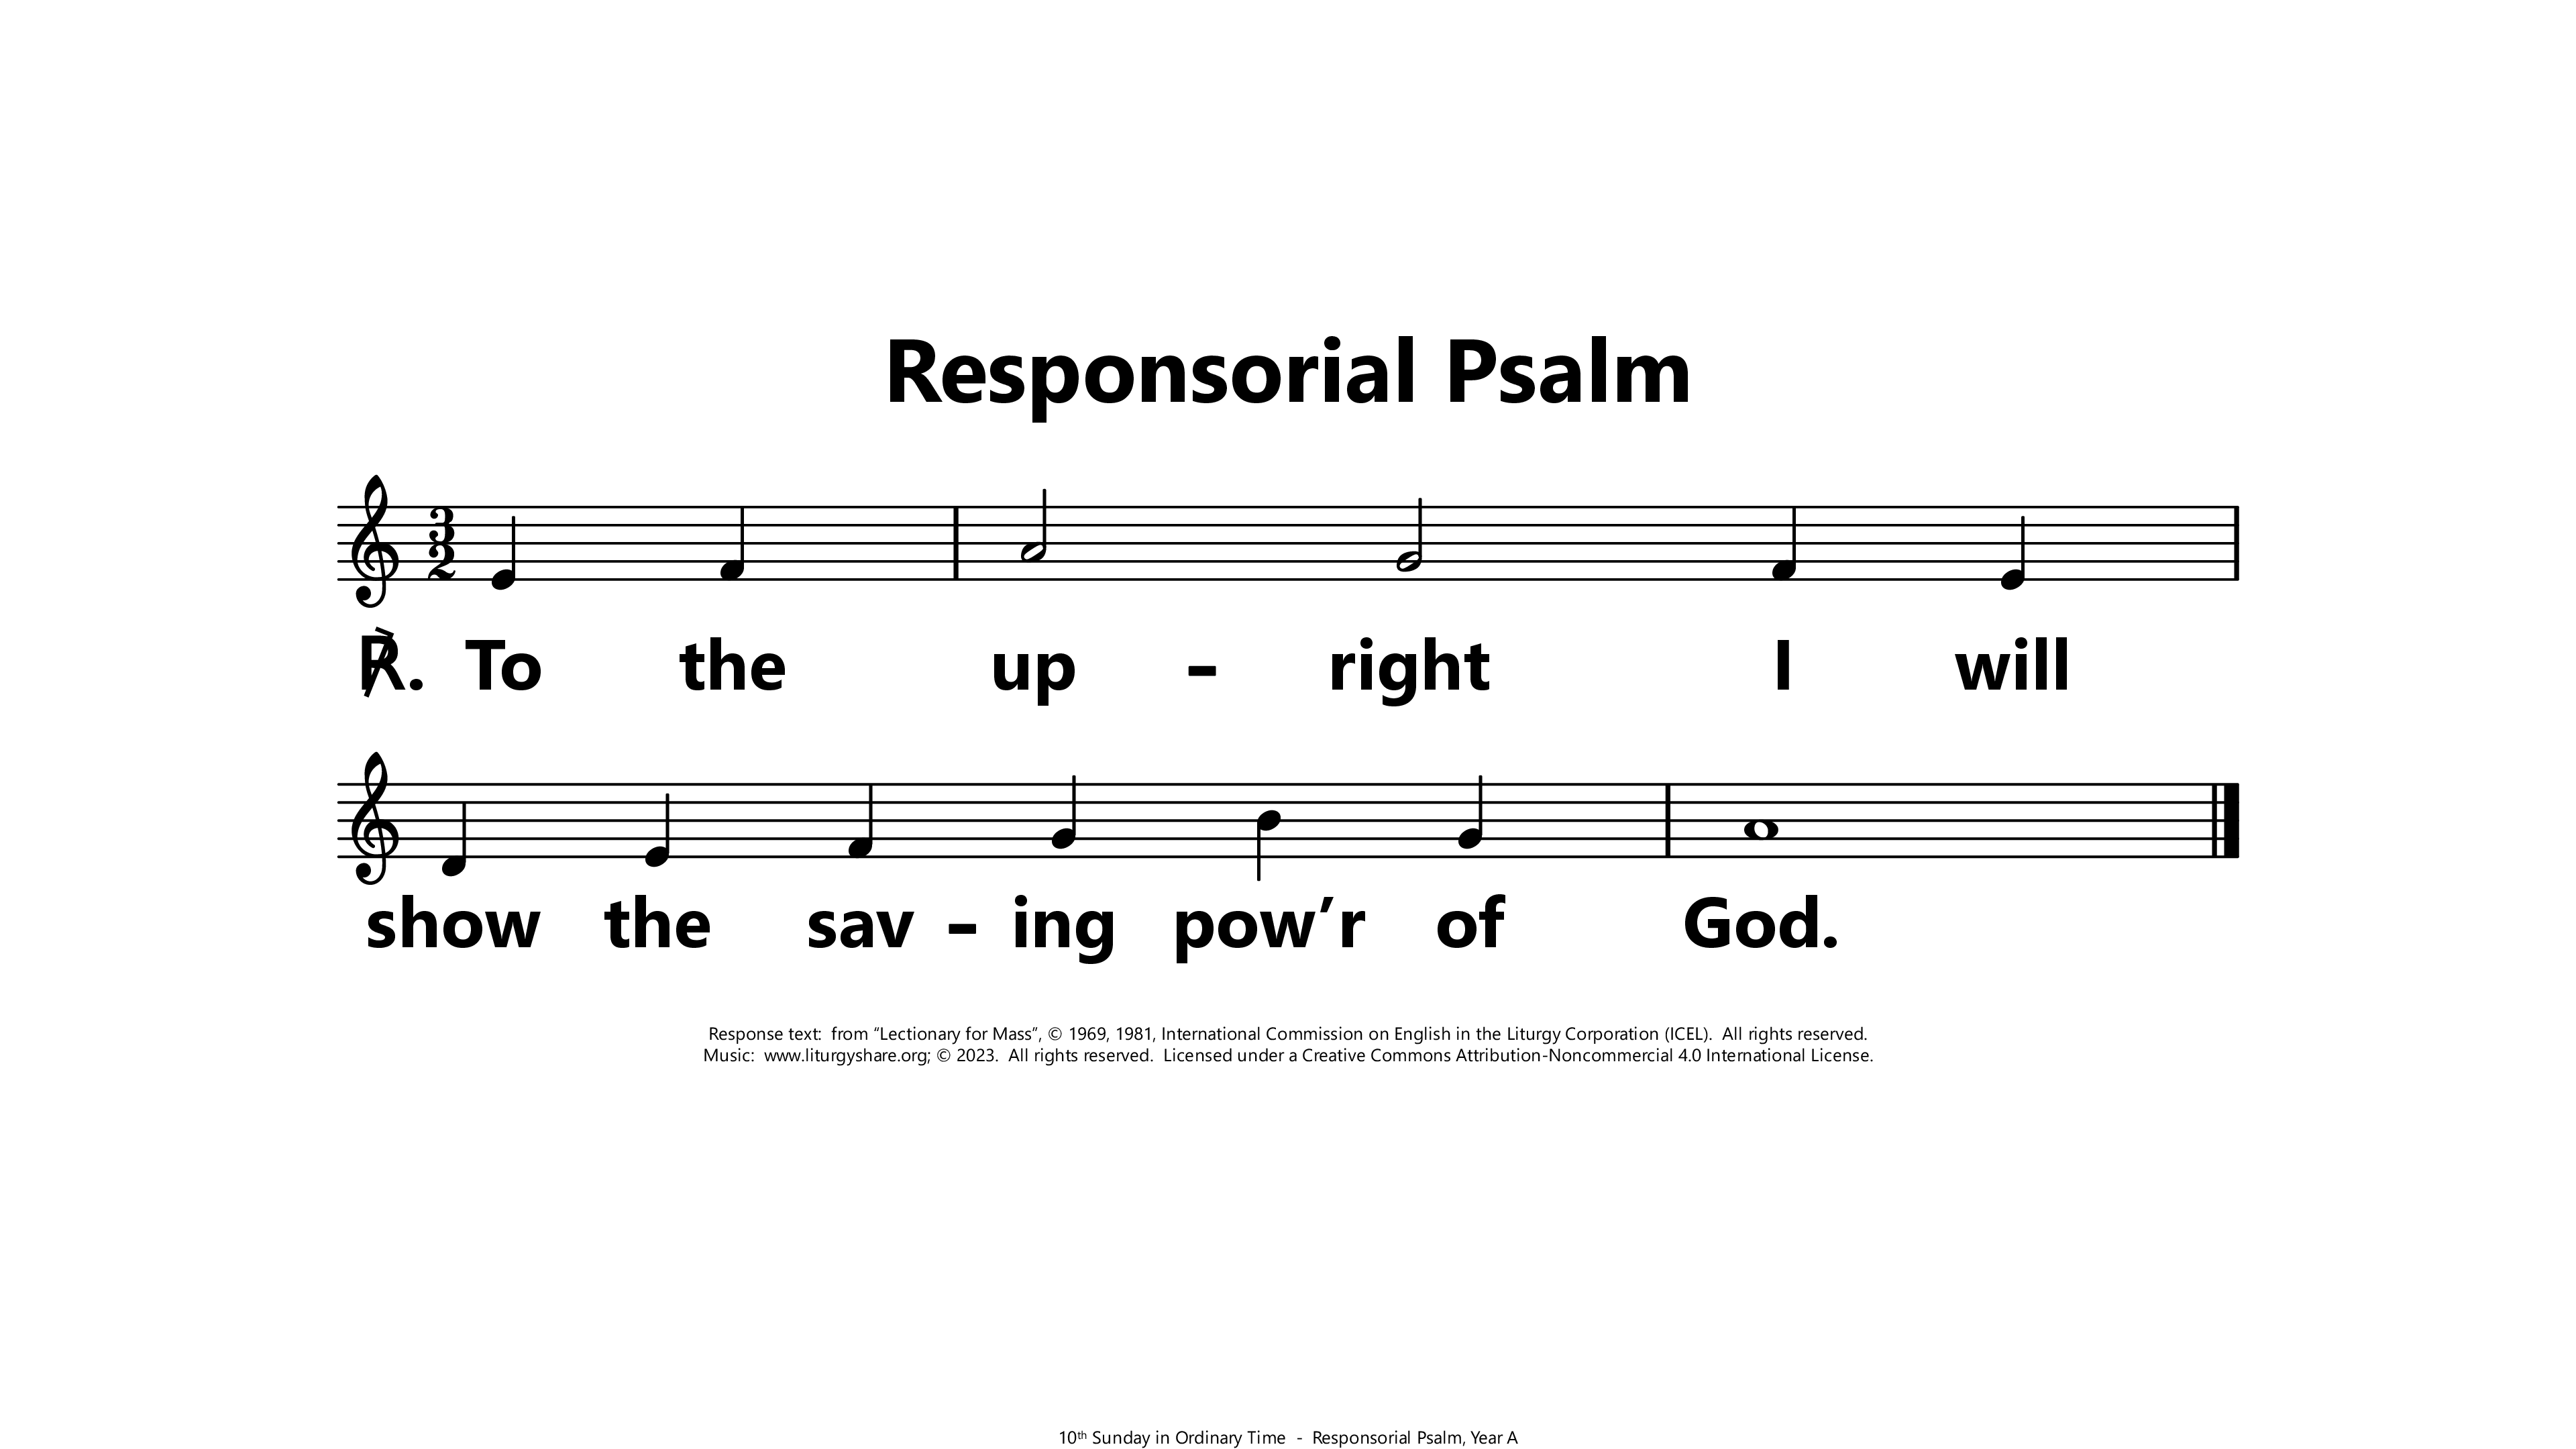 Responsorial Psalm
3
3
2
℟. To the up - right I will
show the sav - ing pow’r of God.
Response text:  from “Lectionary for Mass”, © 1969, 1981, International Commission on English in the Liturgy Corporation (ICEL).  All rights reserved.
Music:  www.liturgyshare.org; © 2023.  All rights reserved.  Licensed under a Creative Commons Attribution-Noncommercial 4.0 International License.
10th Sunday in Ordinary Time  -  Responsorial Psalm, Year A